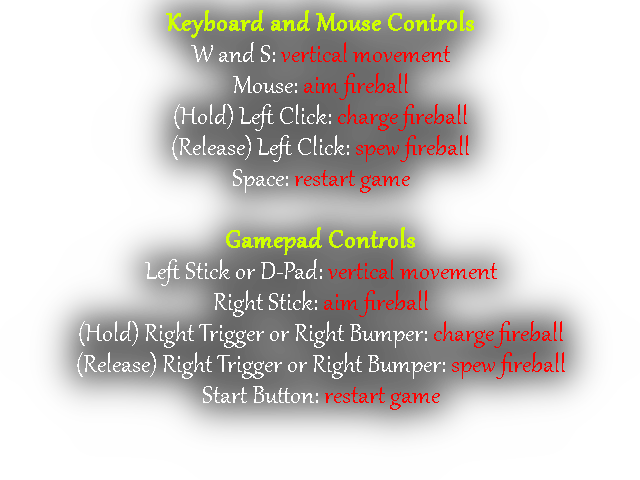 Keyboard and Mouse Controls
W and S: vertical movement
Mouse: aim fireball
(Hold) Left Click: charge fireball
(Release) Left Click: spew fireball
Space: restart game
Gamepad Controls
Left Stick or D-Pad: vertical movement
Right Stick: aim fireball
(Hold) Right Trigger or Right Bumper: charge fireball
(Release) Right Trigger or Right Bumper: spew fireball
Start Button: restart game